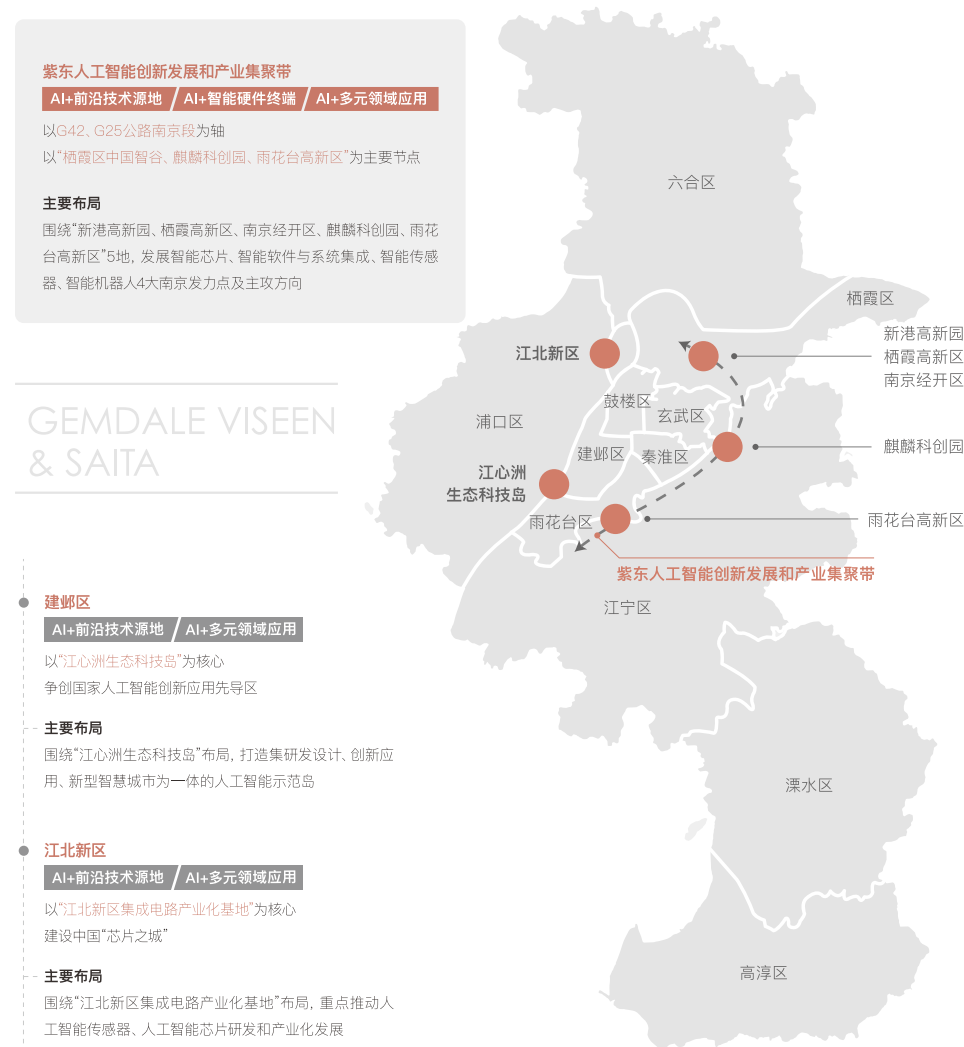 紫东人工智能创新发展和产业集聚带
AI+前沿技术源地 AI+智能硬件终端 AI+多元领域应用
以G42、G25公路南京段为轴
以“栖霞区中国智谷、麒麟科创园、雨花台高新区”为主要节点
主要布局
围绕“新港高新园、栖霞高新区、南京经开区、麒麟科创园、雨花
台高新区”5地，发展智能芯片、智能软件与系统集成、智能传感
器、智能机器人4大南京发力点及主攻方向
GEMDALE VISEEN
& SAITA
建邺区
AI+前沿技术源地 AI+多元领域应用
以“江心洲生态科技岛”为核心
争创国家人工智能创新应用先导区
主要布局
围绕“江心洲生态科技岛”布局，打造集研发设计、创新应
用、新型智慧城市为一体的人工智能示范岛
江北新区
AI+前沿技术源地 AI+多元领域应用
以“江北新区集成电路产业化基地”为核心
建设中国“芯片之城”
主要布局
围绕“江北新区集成电路产业化基地”布局，重点推动人
工智能传感器、人工智能芯片研发和产业化发展
六合区
栖霞区
新港高新园
栖霞高新区
南京经开区
江北新区
鼓楼区
玄武区
浦口区
麒麟科创园
建邺区
秦淮区
江心洲
生态科技岛
雨花台区
雨花台高新区
紫东人工智能创新发展和产业集聚带
江宁区
溧水区
高淳区